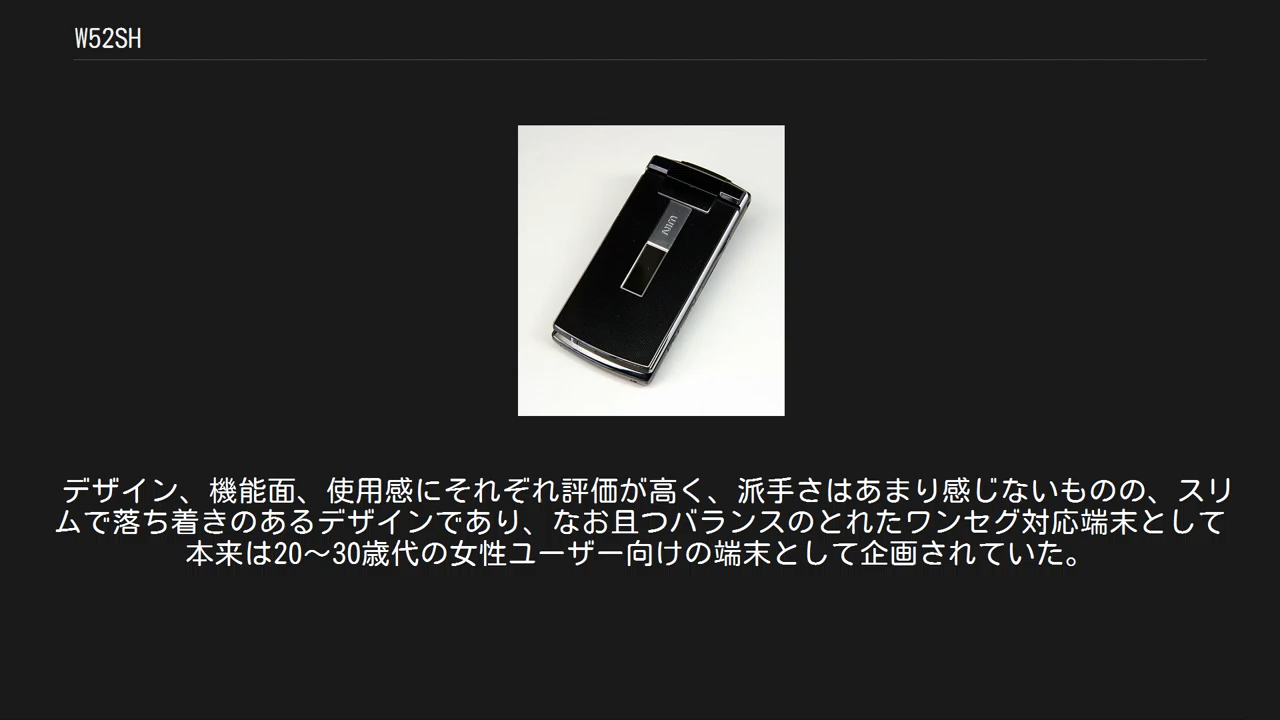 W52SH
デザイン、機能面、使用感にそれぞれ評価が高く、派手さはあまり感じないものの、スリ
ムで落ち着きのあるデザインであり、なお且つバランスのとれたワンセグ対応端末として
本来は20～30歳代の女性ユーザー向けの端末として企画されていた。